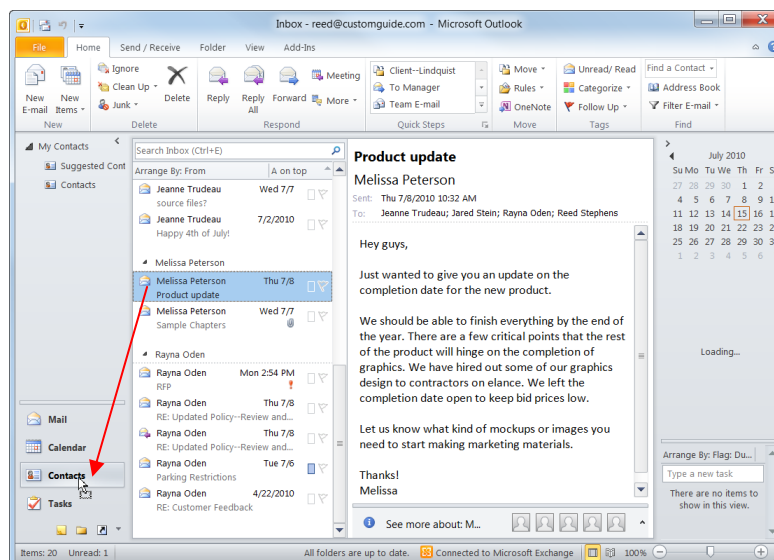 Inbox - reed@customguide.com - Microsoft Outlook
File Home Send / Receive Folder View Add-Ins
New E-mail
New Items
New
Ignore
Clean Up
Junk
Delete
Delete
Reply
Reply All
Forward
Meeting
More
Respond
Client--Lindquist
To Manager
Team E-mail
Quick Steps
Move
Rules
OneNote
Move
Unread/ Read
Categorize
Follow Up
Tags
Find a Contact
Address Book
Filter E-mail
Find
My Contacts
Suggested Cont
Contacts
Mail
Calendar
Contacts
Tasks
Search Inbox (Ctrl+E)
Arrange By: From A on top
Jeanne Trudeau Wed 7/7
source files?
Jeanne Trudeau 7/2/2010
Happy 4th of July!
Melissa Peterson
Melissa Peterson Thu 7/8
Product update
Melissa Peterson Wed 7/7
Sample Chapters
Rayna Oden
Rayna Oden Mon 2:54 PM
RFP
Rayna Oden Thu 7/8
RE: Updated Policy--Review and...
Rayna Oden Thu 7/8
RE: Updated Policy--Review and...
Rayna Oden Tue 7/6
Parking Restrictions
Rayna Oden 4/22/2010
RE: Customer Feedback
Product update
Melissa Peterson
Sent: Thu 7/8/2010 10:32 AM
To: Jeanne Trudeau; Jared Stein; Rayna Oden; Reed Stephens
Hey guys,
Just wanted to give you an update on the
completion date for the new product.
We should be able to finish everything by the end of
the year. There are a few critical points that the rest
of the product will hinge on the completion of
graphics. We have hired out some of our graphics
design to contractors on elance. We left the
completion date open to keep bid prices low.
Let us know what kind of mockups or images you
need to start making marketing materials.
Thanks!
Melissa
See more about: M...
July 2010
Su Mo Tu We Th Fr S
27 28 29 30 1 2
4 5 6 7 8 9 1
11 12 13 14 15 16 1
18 19 20 21 22 23 2
25 26 27 28 29 30 3
1 2 3 4 5 6
Loading...
Arrange By: Flag: Du...
Type a new task
There are no items to
show in this view.
Items: 20 Unread: 1 All folders are up to date. Connected to Microsoft Exchange 100%